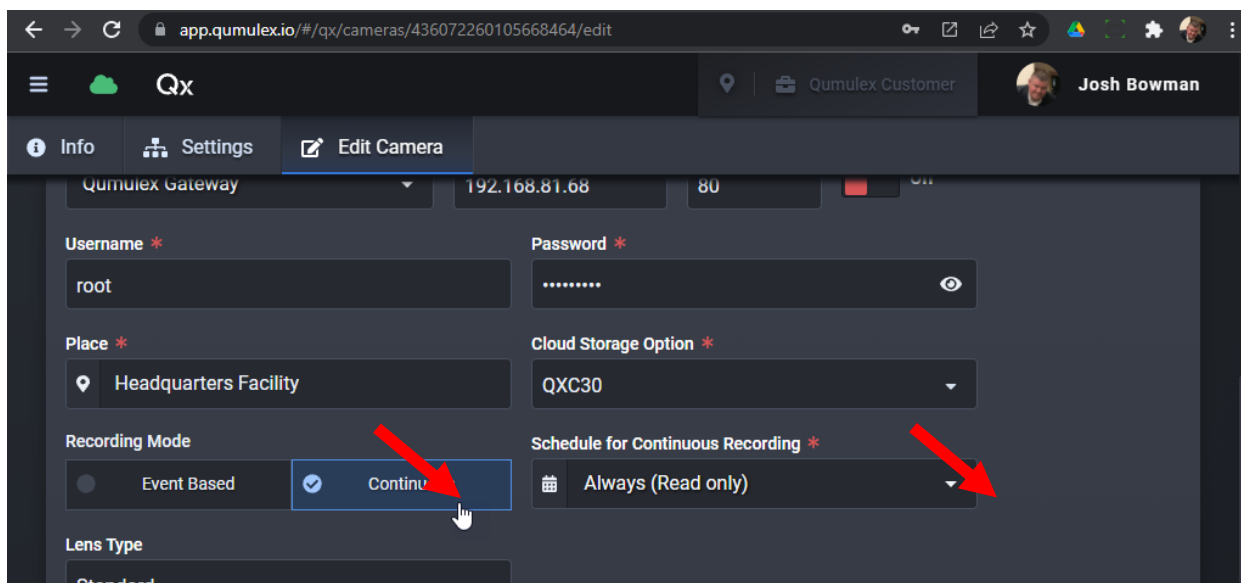 app.qumulex.io/#/qx/cameras/436072260105668464/edit
Qx
Qumulex Customer
Josh Bowman
Info
Settings
Edit Camera
Qumulex Gateway
192.168.81.68
80
Off
Username *
Password *
root
•••••••••
Place *
Cloud Storage Option *
Headquarters Facility
QXC30
Recording Mode
Schedule for Continuous Recording *
Event Based
Always (Read only)
Lens Type
Standard